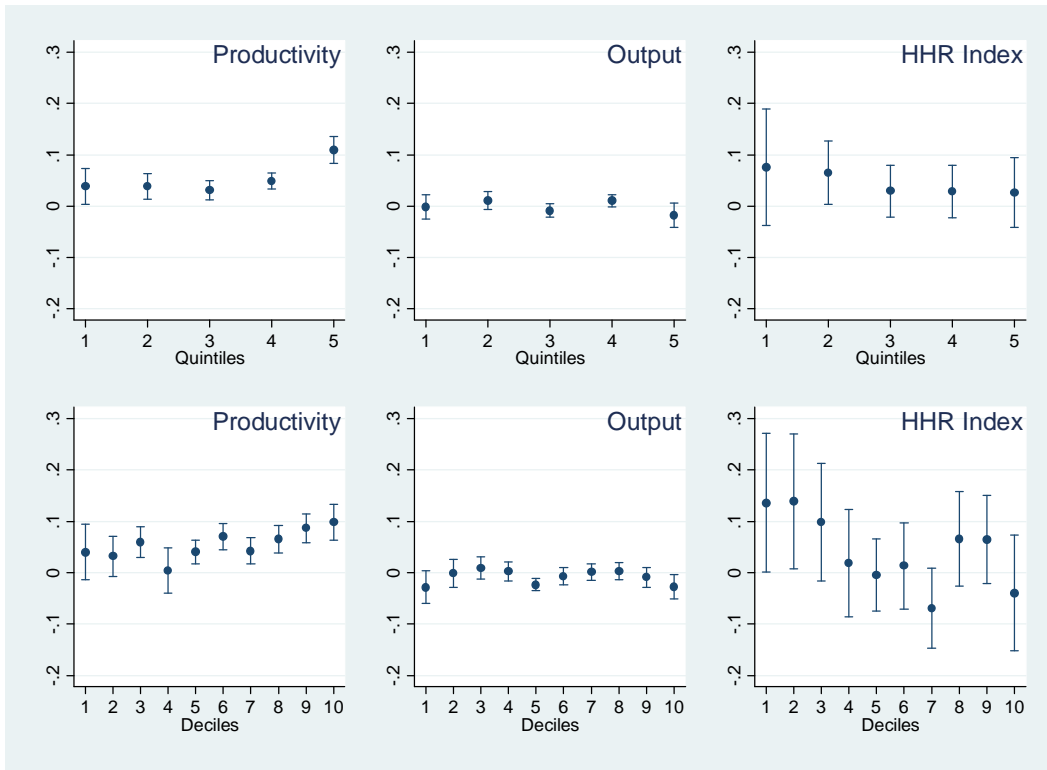 Productivity
.3
.2
.1
0
-.1
-.2
1 2 3 4 5
Quintiles
Output
.3
.2
.1
0
-.1
-.2
1 2 3 4 5
Quintiles
HHR Index
.3
.2
.1
0
-.1
-.2
1 2 3 4 5
Quintiles
Productivity
.3
.2
.1
0
-.1
-.2
1 2 3 4 5 6 7 8 9 10
Deciles
Output
.3
.2
.1
0
-.1
-.2
1 2 3 4 5 6 7 8 9 10
Deciles
HHR Index
.3
.2
.1
0
-.1
-.2
1 2 3 4 5 6 7 8 9 10
Deciles